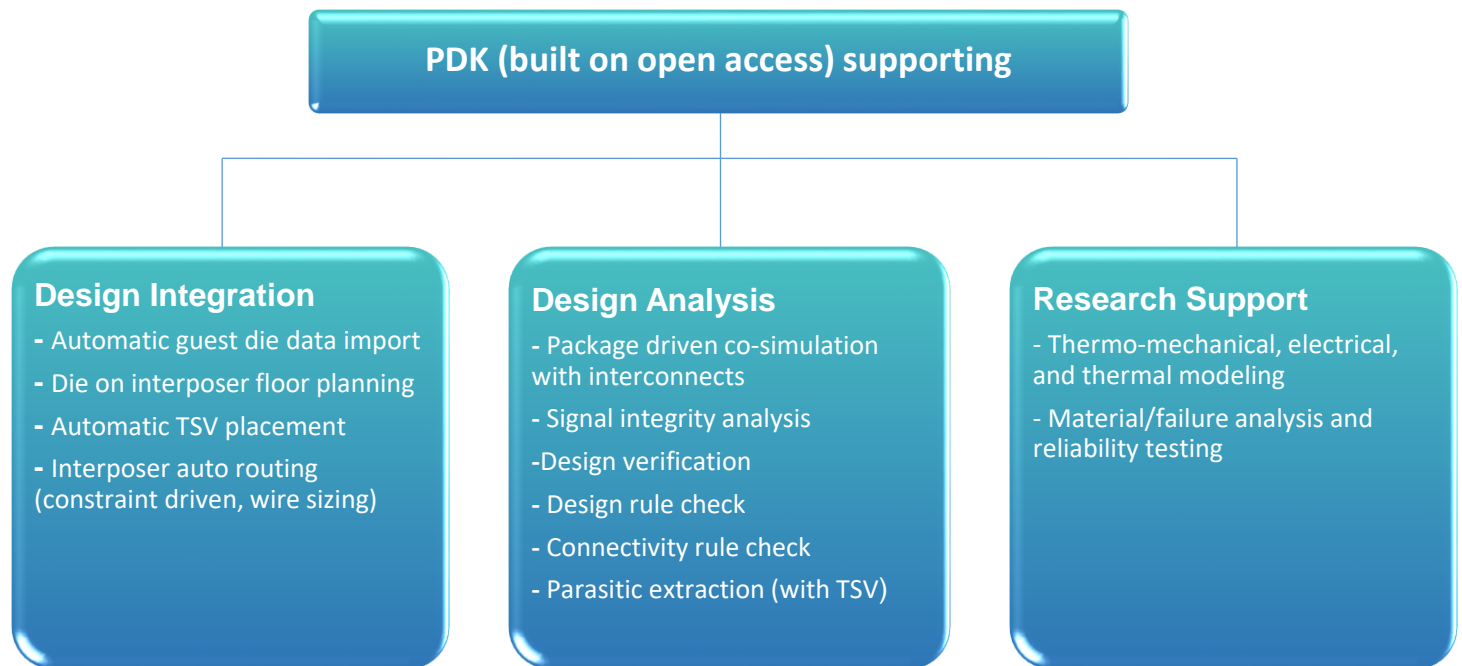 PDK (built on open access) supporting
Design Integration
- Automatic guest die data import
- Die on interposer floor planning
- Automatic TSV placement
- Interposer auto routing
(constraint driven, wire sizing)
Design Analysis
- Package driven co-simulation
with interconnects
- Signal integrity analysis
-Design verification
- Design rule check
- Connectivity rule check
- Parasitic extraction (with TSV)
Research Support
- Thermo-mechanical, electrical,
and thermal modeling
- Material/failure analysis and
reliability testing